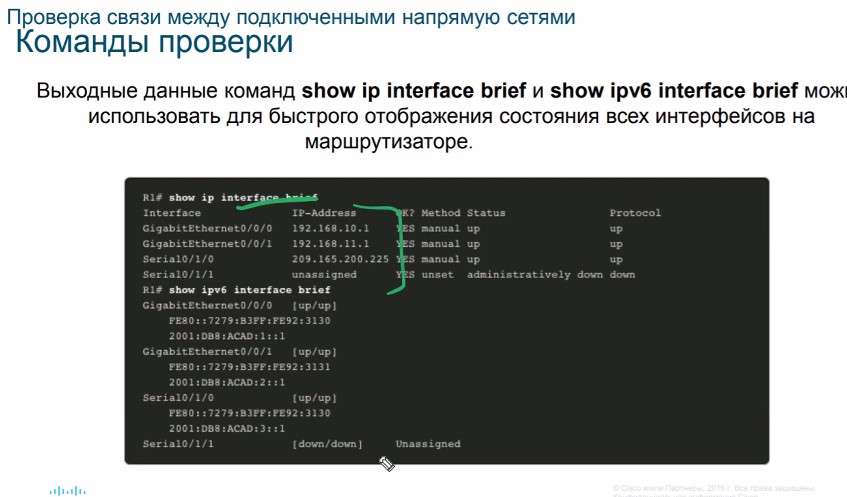 Проверка связи между подключенными напрямую сетями
Команды проверки
Выходные данные команд show ip interface brief и show ipv6 interface brief можн
использовать для быстрого отображения состояния всех интерфейсов на
маршрутизаторе.
R1# show ip interface brief
Interface IP-Address OK? Method Status Protocol
GigabitEthernet0/0/0 192.168.10.1 YES manual up up
GigabitEthernet0/0/1 192.168.11.1 YES manual up up
Serial0/1/0 209.165.200.225 YES manual up up
Serial0/1/1 unassigned YES unset administratively down down
R1# show ipv6 interface brief
GigabitEthernet0/0/0 [up/up]
FE80::7279:B3FF:FE92:3130
2001:DB8:ACAD:1::1
GigabitEthernet0/0/1 [up/up]
FE80::7279:B3FF:FE92:3131
2001:DB8:ACAD:2::1
Serial0/1/0 [up/up]
FE80::7279:B3FF:FE92:3130
2001:DB8:ACAD:3::1
Serial0/1/1 [down/down] Unassigned
© Cisco и/или Партнеры, 2016 г. Все права защищены.